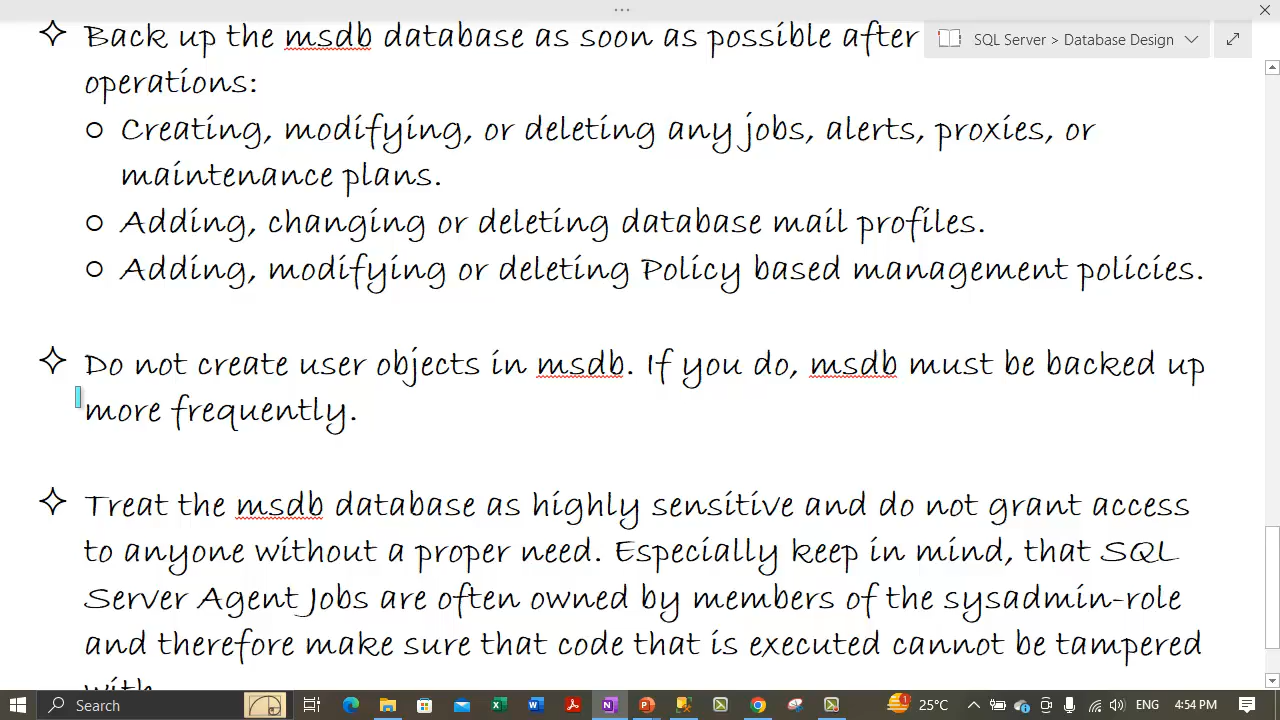 SQL Server > Database Design
✧ Back up the msdb database as soon as possible after
operations:
○ Creating, modifying, or deleting any jobs, alerts, proxies, or
maintenance plans.
○ Adding, changing or deleting database mail profiles.
○ Adding, modifying or deleting Policy based management policies.
✧ Do not create user objects in msdb. If you do, msdb must be backed up
more frequently.
✧ Treat the msdb database as highly sensitive and do not grant access
to anyone without a proper need. Especially keep in mind, that SQL
Server Agent Jobs are often owned by members of the sysadmin-role
and therefore make sure that code that is executed cannot be tampered
with
Search
1
25°C
ENG
4:54 PM